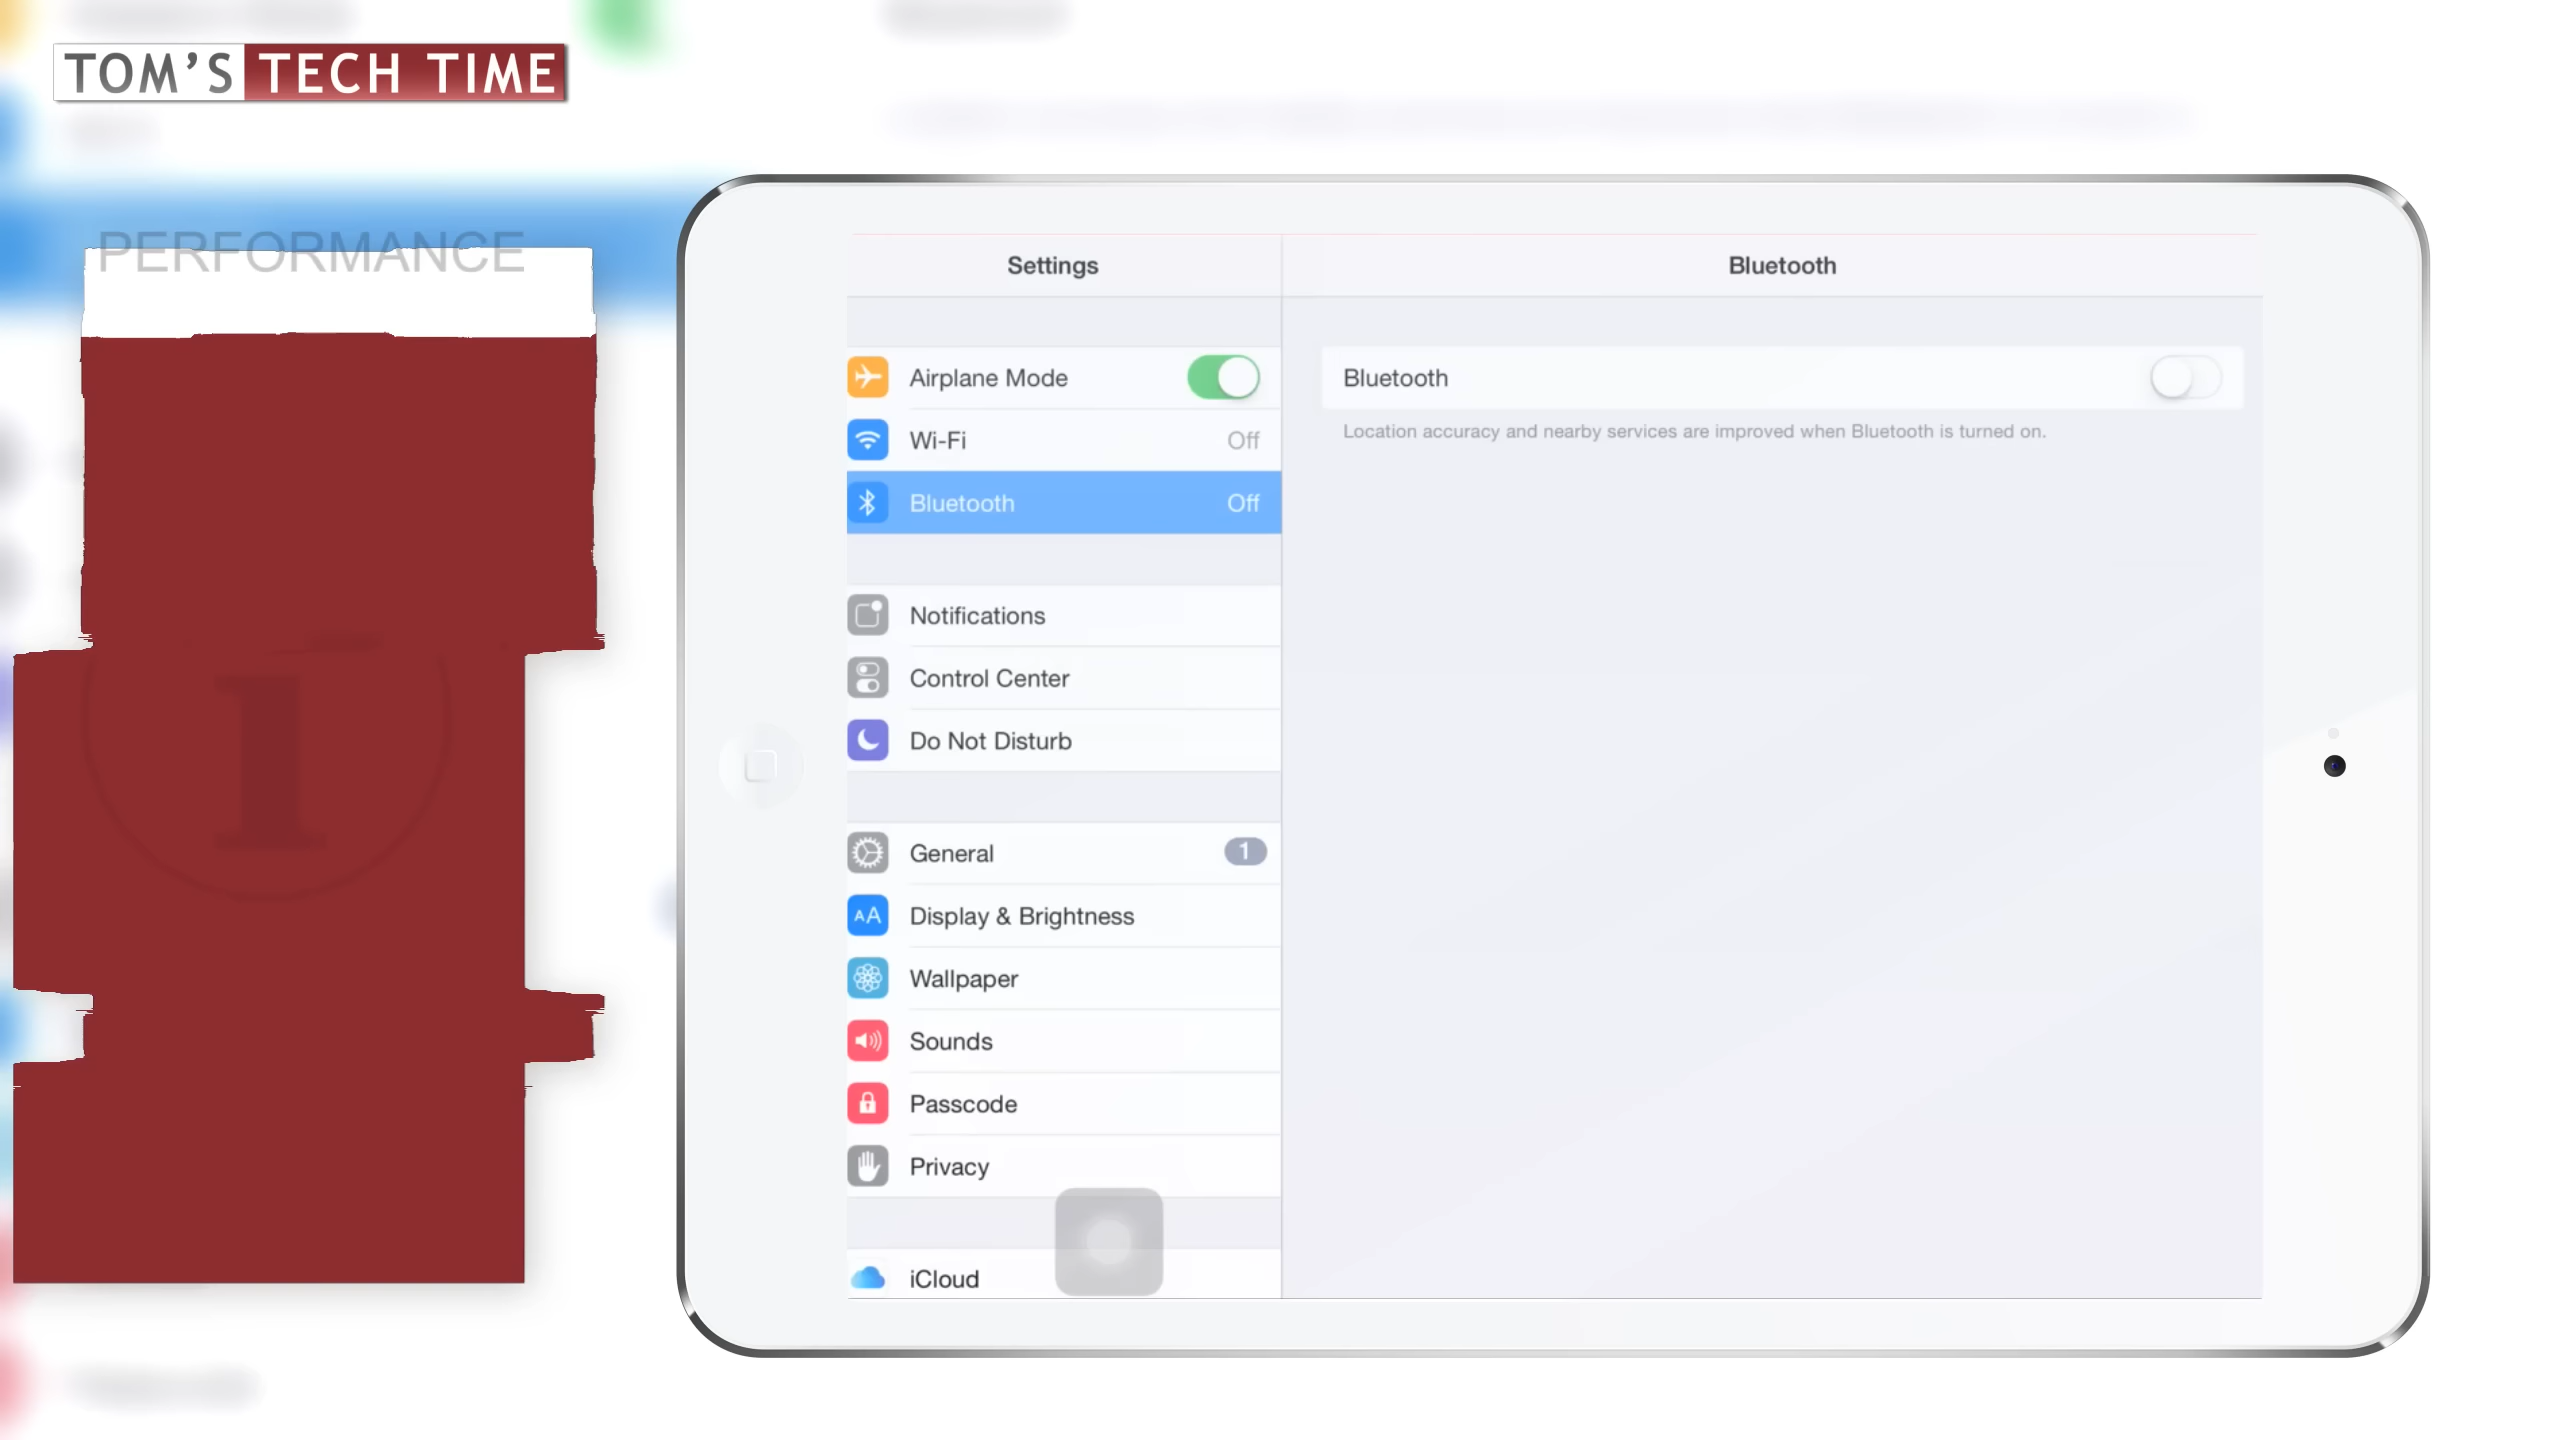 TOM'S TECH TIME
PERFORMANCE
i
Settings
Bluetooth
Airplane Mode
Wi-Fi
Off
Bluetooth
Off
Notifications
Control Center
Do Not Disturb
General
1
AA
Display & Brightness
Wallpaper
Sounds
Passcode
Privacy
iCloud
Bluetooth
Location accuracy and nearby services are improved when Bluetooth is turned on.